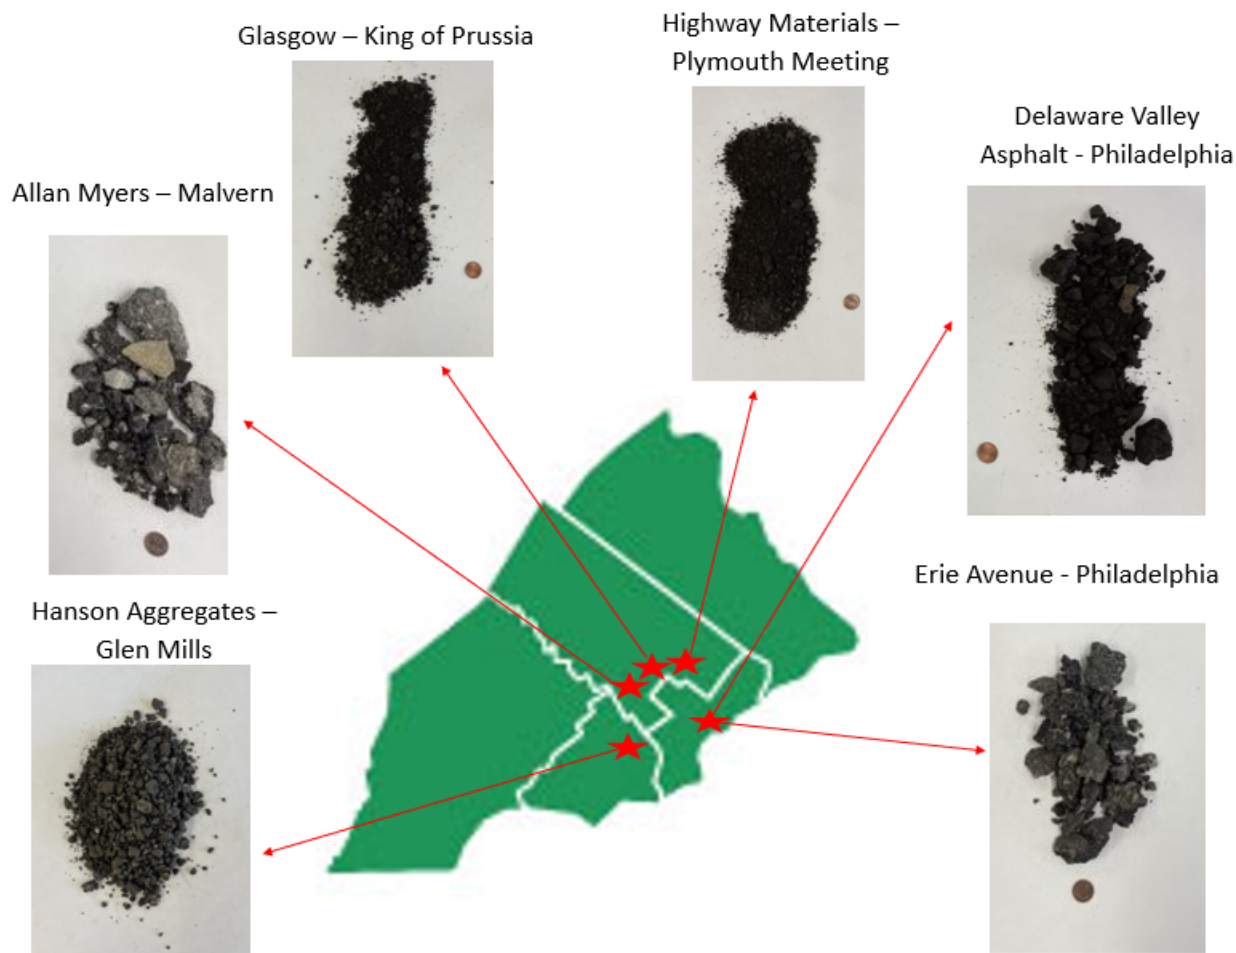 Glasgow – King of Prussia
Highway Materials –
Plymouth Meeting
Delaware Valley
Asphalt - Philadelphia
Allan Myers – Malvern
Erie Avenue - Philadelphia
Hanson Aggregates –
Glen Mills